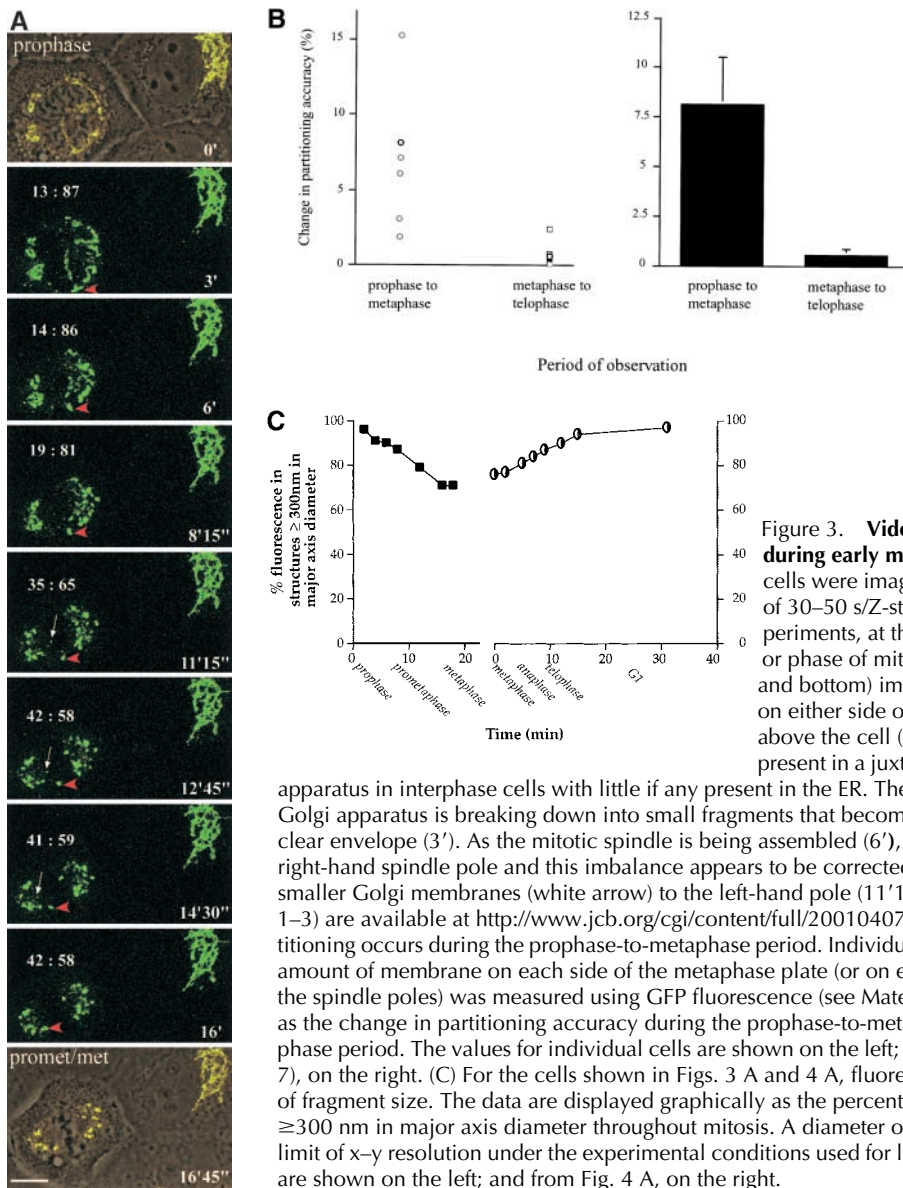 A
prophase
0'
13 : 87
3'
14 : 86
6'
19 : 81
8'15"
35 : 65
11'15"
42 : 58
12'45"
41 : 59
14'30"
42 : 58
16'
promet/met
16'45"
B
Change in partitioning accuracy (%)
15
10
5
0
prophase to
metaphase
metaphase to
telophase
12.5
10
7.5
5
2.5
0
prophase to
metaphase
metaphase to
telophase
Period of observation
C
% fluorescence in
structures ≥ 300nm in
major axis diameter
100
80
60
40
20
0
0
10
20
prophase
prometaphase
metaphase
0
10
20
30
40
metaphase
anaphase
telophase
G1
100
80
60
40
20
0
Time (min)
Figure 3. Vide
during early m
cells were imag
of 30–50 s/Z-st
periments, at th
or phase of mit
and bottom) im
on either side o
above the cell (
present in a juxt
apparatus in interphase cells with little if any present in the ER. The
Golgi apparatus is breaking down into small fragments that becom
clear envelope (3'). As the mitotic spindle is being assembled (6'),
right-hand spindle pole and this imbalance appears to be corrected
smaller Golgi membranes (white arrow) to the left-hand pole (11'1
1–3) are available at http://www.jcb.org/cgi/content/full/20010407
titioning occurs during the prophase-to-metaphase period. Individu
amount of membrane on each side of the metaphase plate (or on e
the spindle poles) was measured using GFP fluorescence (see Mate
as the change in partitioning accuracy during the prophase-to-met
phase period. The values for individual cells are shown on the left;
7), on the right. (C) For the cells shown in Figs. 3 A and 4 A, fluore
of fragment size. The data are displayed graphically as the percent
≥300 nm in major axis diameter throughout mitosis. A diameter o
limit of x–y resolution under the experimental conditions used for l
are shown on the left; and from Fig. 4 A, on the right.